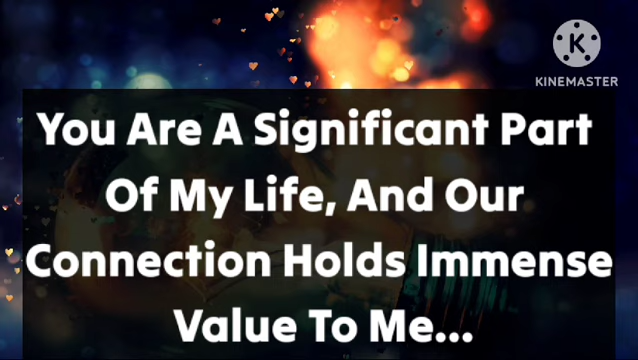 KINEMASTER
You Are A Significant Part
Of My Life, And Our
Connection Holds Immense
Value To Me...